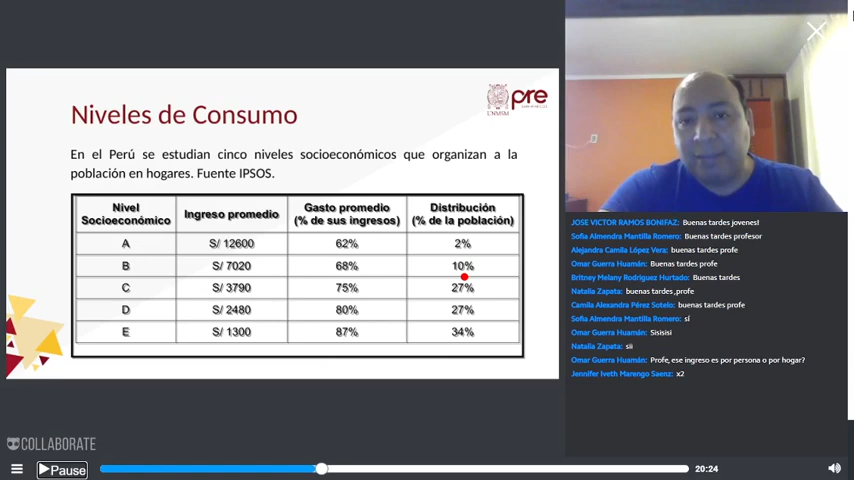 Niveles de Consumo
UNMSM
pre
En el Perú se estudian cinco niveles socioeconómicos que organizan a la
población en hogares. Fuente IPSOS.
Nivel Socioeconómico Ingreso promedio Gasto promedio (% de sus ingresos) Distribución (% de la población)
A S/ 12600 62% 2%
B S/ 7020 68% 10%
C S/ 3790 75% 27%
D S/ 2480 80% 27%
E S/ 1300 87% 34%
JOSE VICTOR RAMOS BONIFAZ: Buenas tardes jovenes!
Sofia Almendra Mantilla Romero: Buenas tardes profesor
Alejandra Camila López Vera: buenas tardes profe
Omar Guerra Huamán: Buenas tardes profe
Britney Melany Rodriguez Hurtado: Buenas tardes
Natalia Zapata: buenas tardes ,profe
Camila Alexandra Pérez Sotelo: buenas tardes profe
Sofia Almendra Mantilla Romero: sí
Omar Guerra Huamán: Sisisisi
Natalia Zapata: sii
Omar Guerra Huamán: Profe, ese ingreso es por persona o por hogar?
Jennifer Iveth Marengo Saenz: x2
COLLABORATE
Pause
20:24